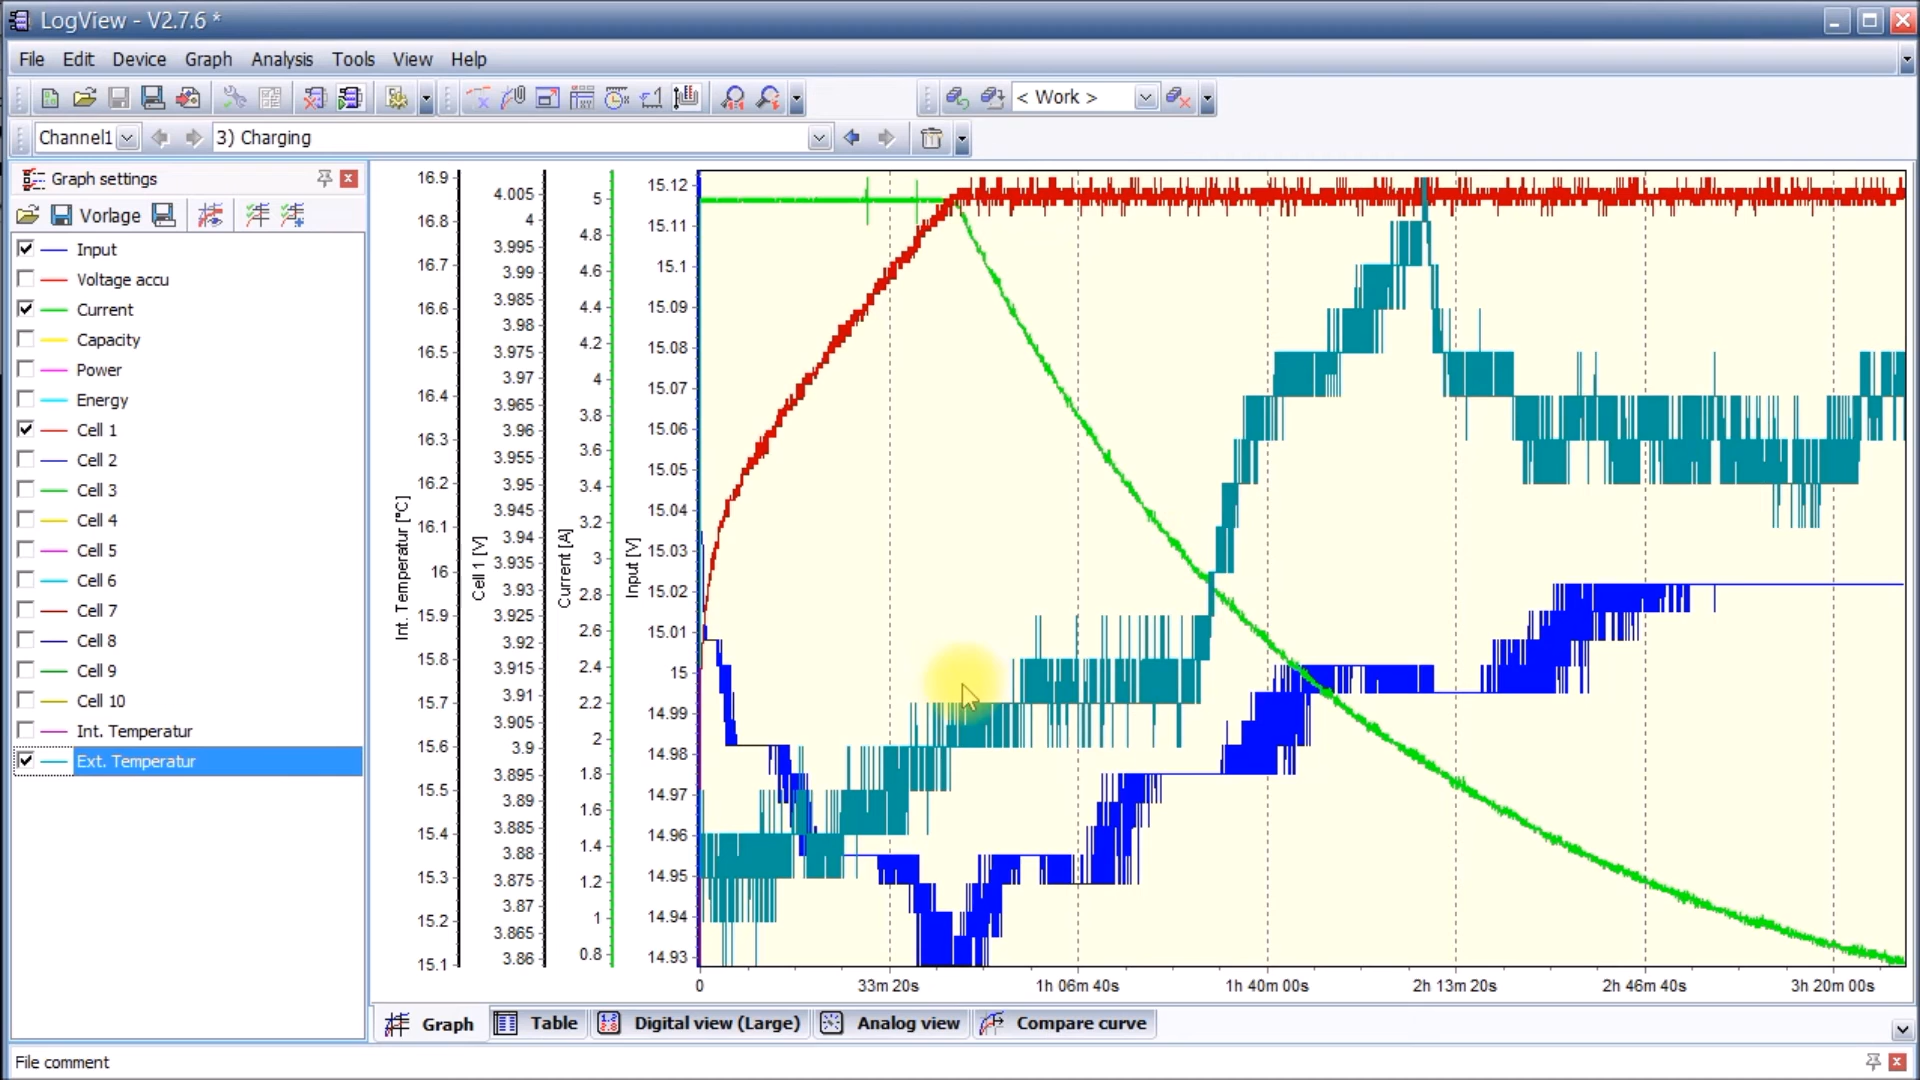 LogView - V2.7.6 *
File Edit Device Graph Analysis Tools View Help
< Work >
Channel1 3) Charging
Graph settings
Vorlage
Input
Voltage accu
Current
Capacity
Power
Energy
Cell 1
Cell 2
Cell 3
Cell 4
Cell 5
Cell 6
Cell 7
Cell 8
Cell 9
Cell 10
Int. Temperatur
Ext. Temperatur
Int. Temperatur [°C]
16.9
16.8
16.7
16.6
16.5
16.4
16.3
16.2
16.1
16
15.9
15.8
15.7
15.6
15.5
15.4
15.3
15.2
15.1
Cell 1 [V]
4.005
4
3.995
3.99
3.985
3.98
3.975
3.97
3.965
3.96
3.955
3.95
3.945
3.94
3.935
3.93
3.925
3.92
3.915
3.91
3.905
3.9
3.895
3.89
3.885
3.88
3.875
3.87
3.865
3.86
Current [A]
5
4.8
4.6
4.4
4.2
4
3.8
3.6
3.4
3.2
3
2.8
2.6
2.4
2.2
2
1.8
1.6
1.4
1.2
1
0.8
Input [V]
15.12
15.11
15.1
15.09
15.08
15.07
15.06
15.05
15.04
15.03
15.02
15.01
15
14.99
14.98
14.97
14.96
14.95
14.94
14.93
0 33m 20s 1h 06m 40s 1h 40m 00s 2h 13m 20s 2h 46m 40s 3h 20m 00s
Graph Table Digital view (Large) Analog view Compare curve
File comment